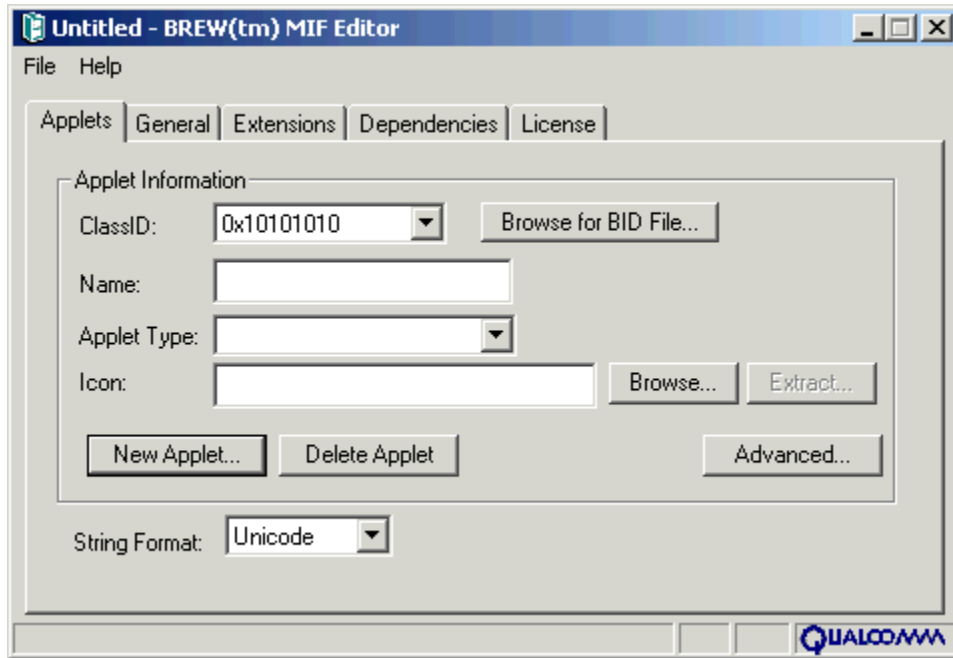 Untitled - BREW(tm) MIF Editor
File Help
Applets General Extensions Dependencies License
Applet Information
ClassID: 0x10101010 Browse for BID File...
Name:
Applet Type:
Icon: Browse... Extract...
New Applet... Delete Applet Advanced...
String Format: Unicode
QUALCOMM